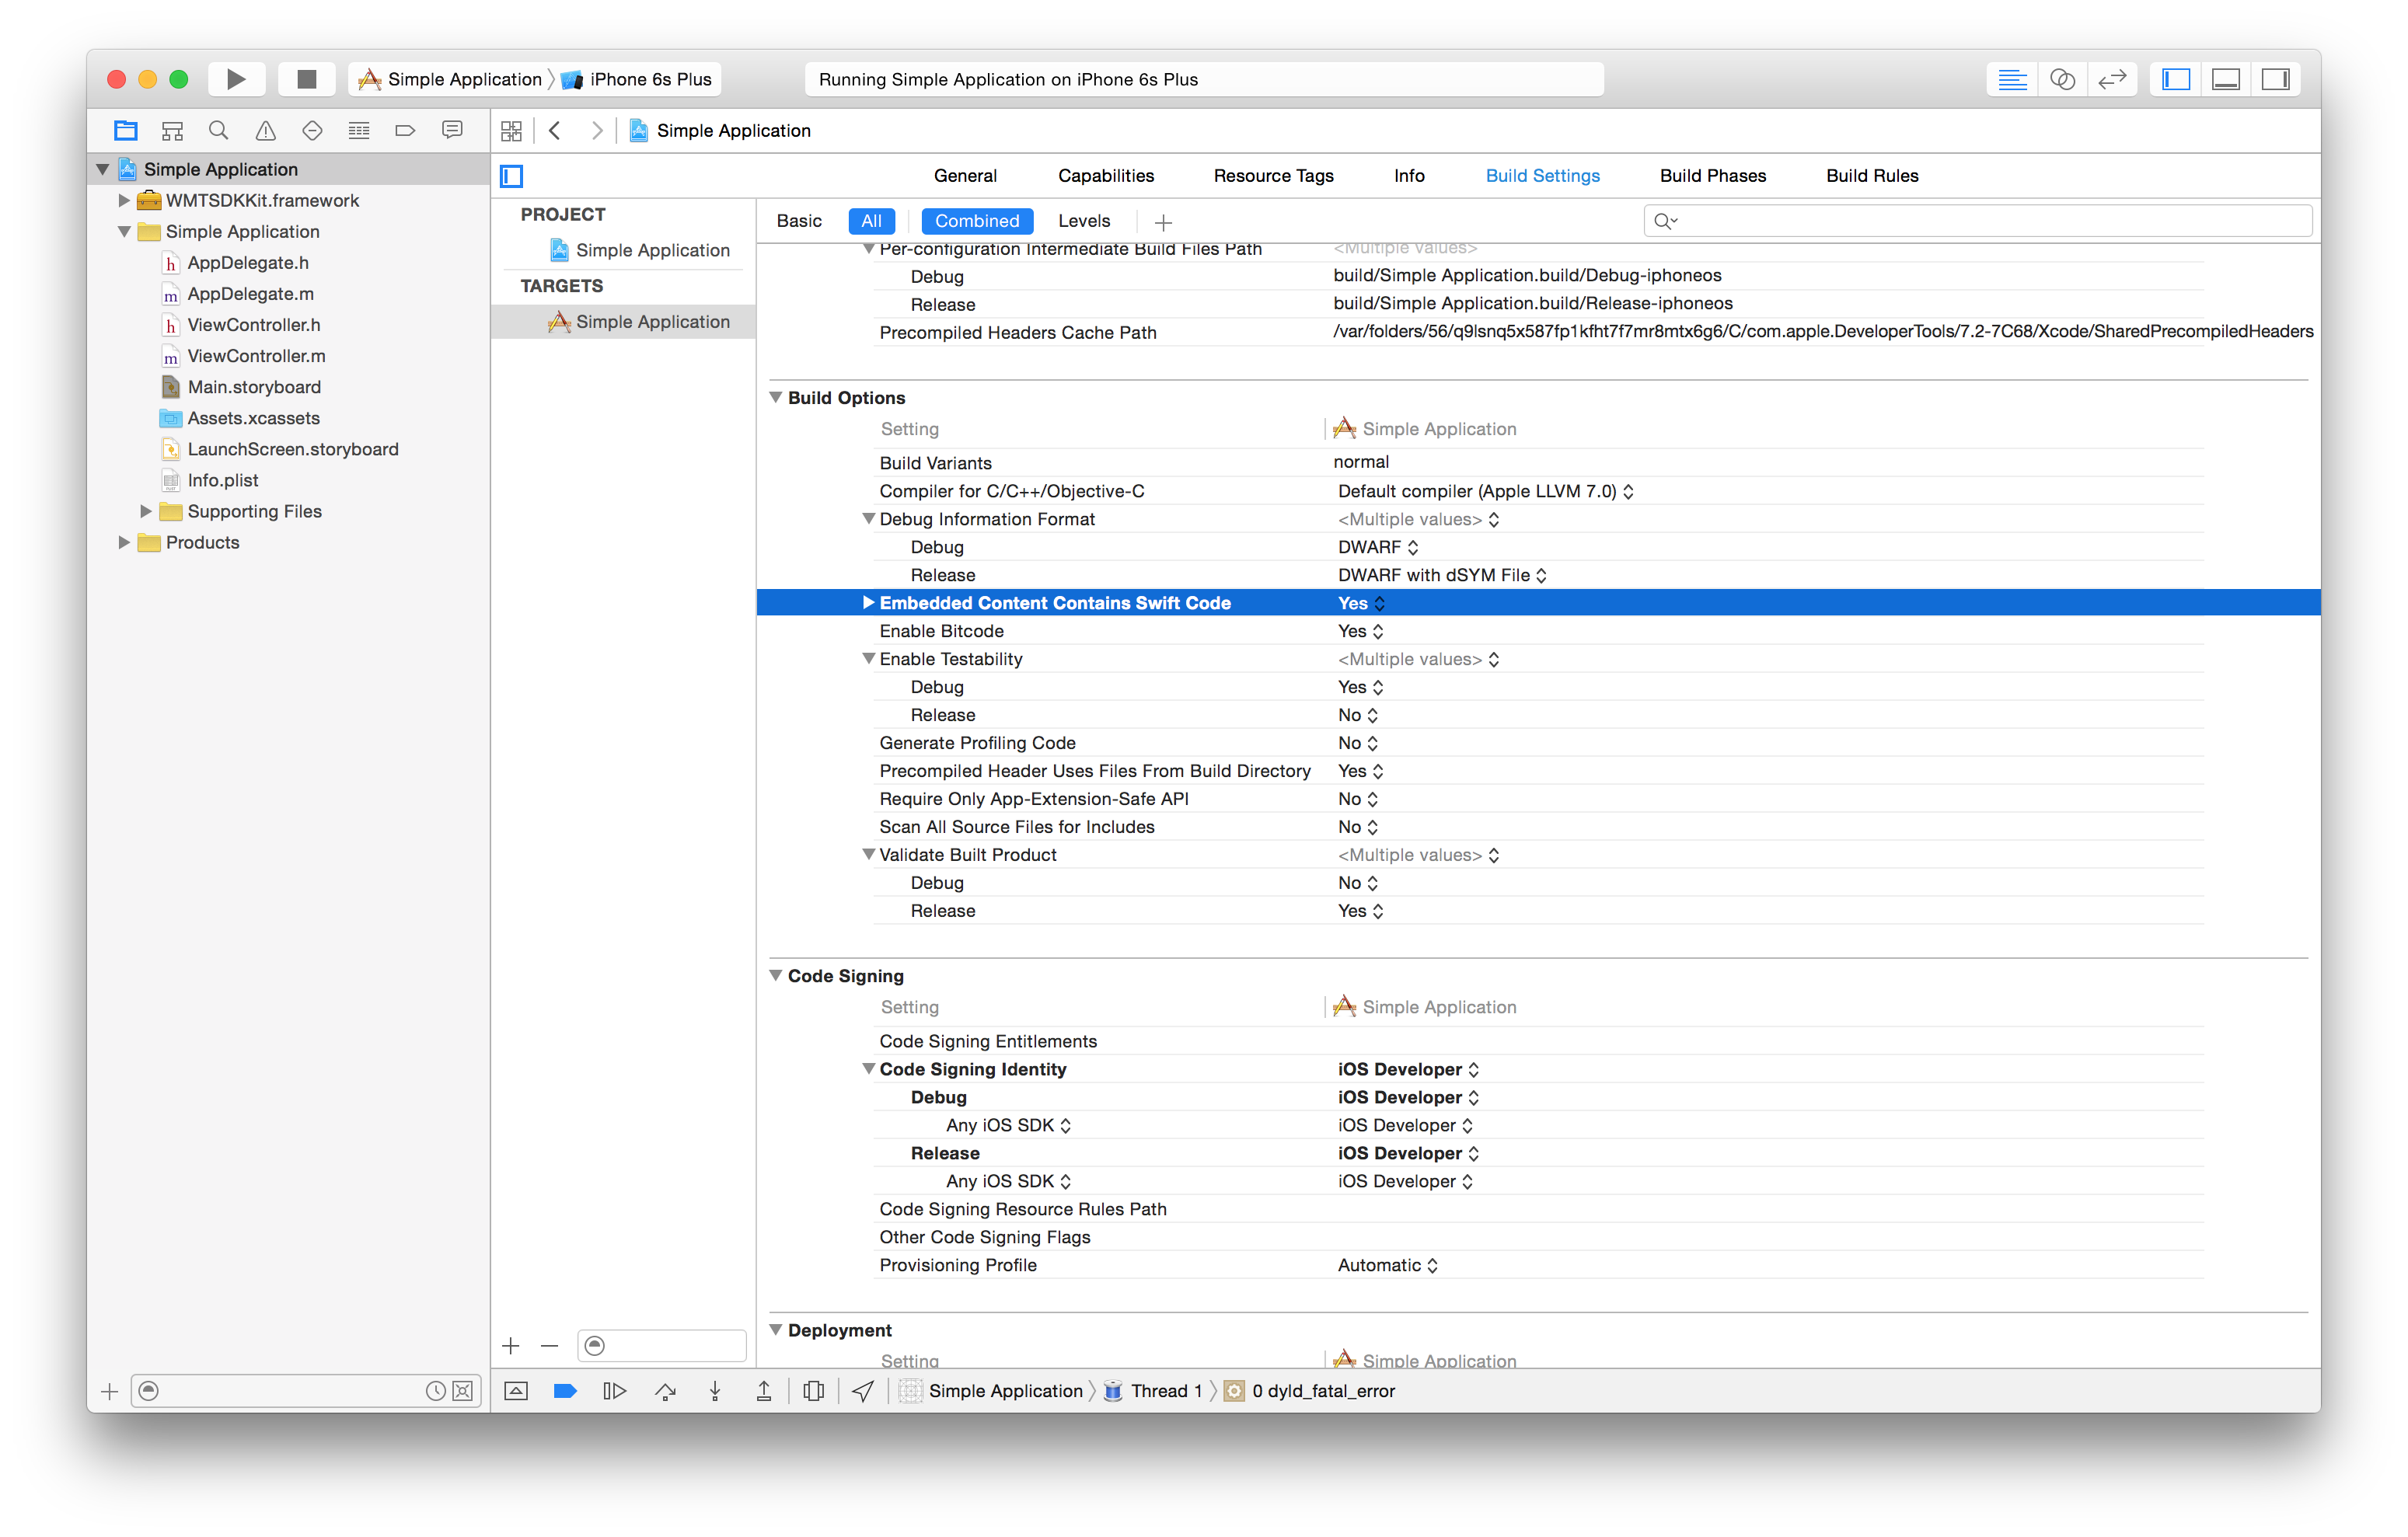 Simple Application iPhone 6s Plus
Running Simple Application on iPhone 6s Plus
Simple Application
Simple Application
WMTSDKKit.framework
Simple Application
AppDelegate.h
AppDelegate.m
ViewController.h
ViewController.m
Main.storyboard
Assets.xcassets
LaunchScreen.storyboard
Info.plist
Supporting Files
Products
General Capabilities Resource Tags Info Build Settings Build Phases Build Rules
PROJECT
Simple Application
TARGETS
Simple Application
Basic All Combined Levels
Per-configuration Intermediate Build Files Path <Multiple values>
Debug build/Simple Application.build/Debug-iphoneos
Release build/Simple Application.build/Release-iphoneos
Precompiled Headers Cache Path /var/folders/56/q9lsnq5x587fp1kfht7f7mr8mtx6g6/C/com.apple.DeveloperTools/7.2-7C68/Xcode/SharedPrecompiledHeaders
Build Options
Setting Simple Application
Build Variants normal
Compiler for C/C++/Objective-C Default compiler (Apple LLVM 7.0)
Debug Information Format <Multiple values>
Debug DWARF
Release DWARF with dSYM File
Embedded Content Contains Swift Code Yes
Enable Bitcode Yes
Enable Testability <Multiple values>
Debug Yes
Release No
Generate Profiling Code No
Precompiled Header Uses Files From Build Directory Yes
Require Only App-Extension-Safe API No
Scan All Source Files for Includes No
Validate Built Product <Multiple values>
Debug No
Release Yes
Code Signing
Setting Simple Application
Code Signing Entitlements
Code Signing Identity iOS Developer
Debug iOS Developer
Any iOS SDK iOS Developer
Release iOS Developer
Any iOS SDK iOS Developer
Code Signing Resource Rules Path
Other Code Signing Flags
Provisioning Profile Automatic
Deployment
Setting Simple Application
Simple Application Thread 1 0 dyld_fatal_error